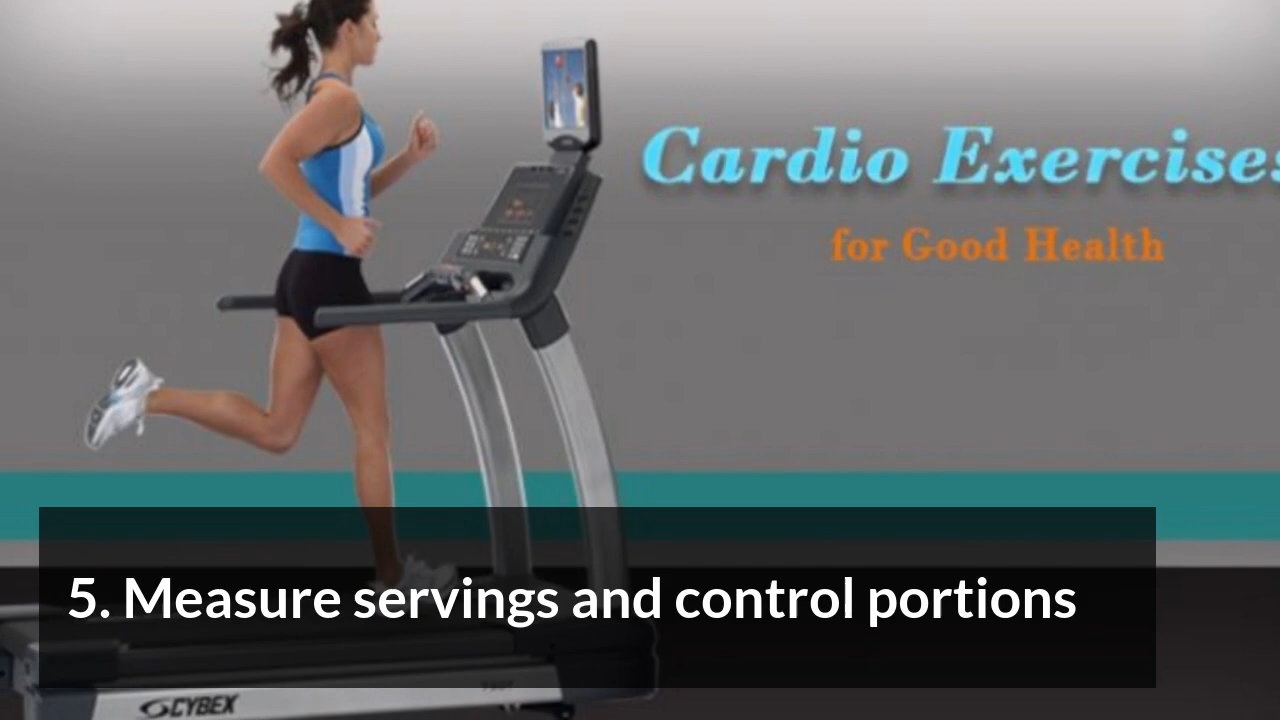 Cardio Exercises
for Good Health
5. Measure servings and control portions
CYBEX